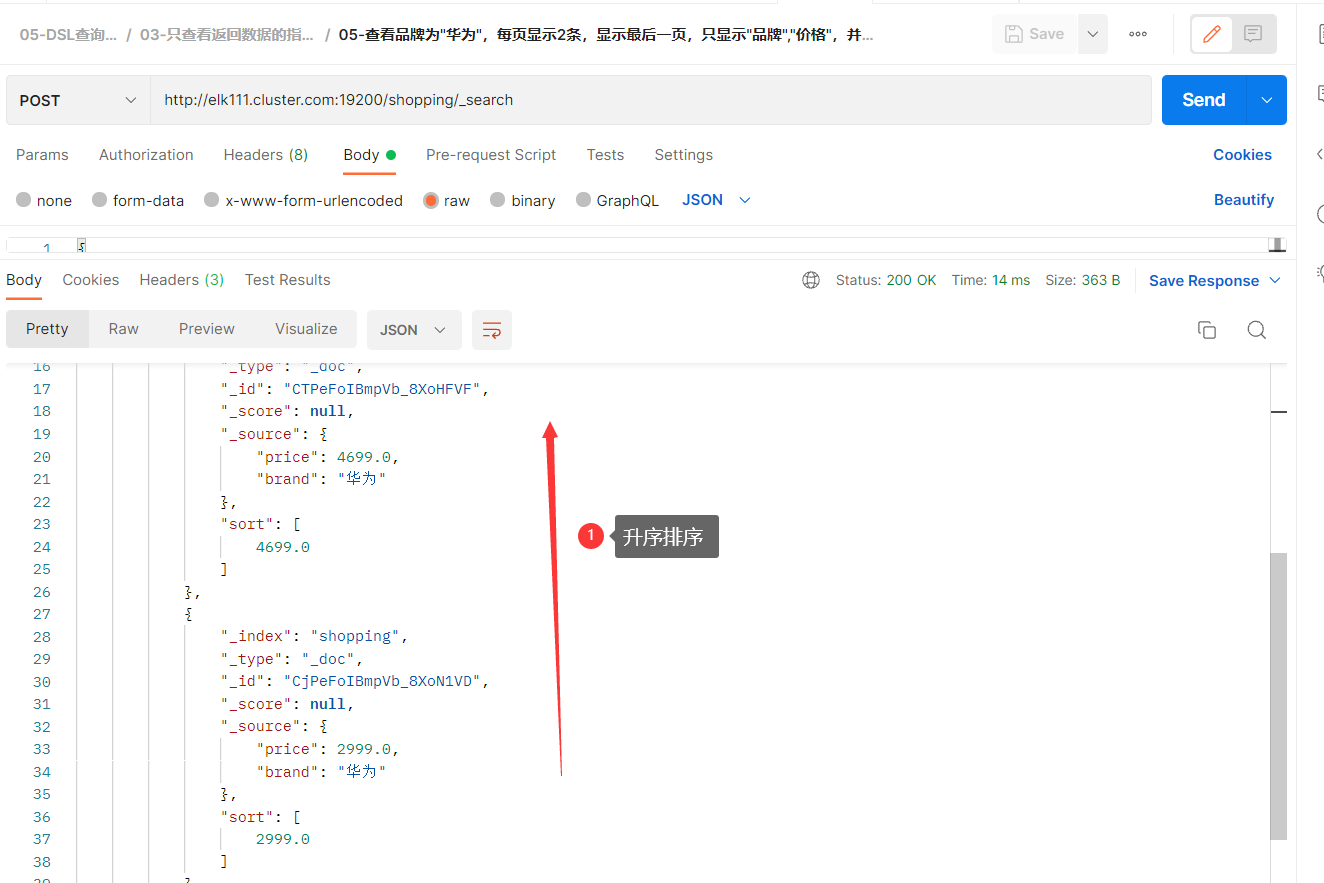 05-DSL查询... / 03-只查看返回数据的指... / 05-查看品牌为"华为"，每页显示2条，显示最后一页，只显示"品牌","价格"，并... Save
POST http://elk111.cluster.com:19200/shopping/_search Send
Params Authorization Headers (8) Body Pre-request Script Tests Settings Cookies
none form-data x-www-form-urlencoded raw binary GraphQL JSON Beautify
1 {
Body Cookies Headers (3) Test Results Status: 200 OK Time: 14 ms Size: 363 B Save Response
Pretty Raw Preview Visualize JSON
16 "_type": "_doc",
17 "_id": "CTPeFoIBmpVb_8XoHFVF",
18 "_score": null,
19 "_source": {
20 "price": 4699.0,
21 "brand": "华为"
22 },
23 "sort": [
24 4699.0
25 ]
26 },
27 {
28 "_index": "shopping",
29 "_type": "_doc",
30 "_id": "CjPeFoIBmpVb_8XoN1VD",
31 "_score": null,
32 "_source": {
33 "price": 2999.0,
34 "brand": "华为"
35 },
36 "sort": [
37 2999.0
38 ]
39 }
1 升序排序